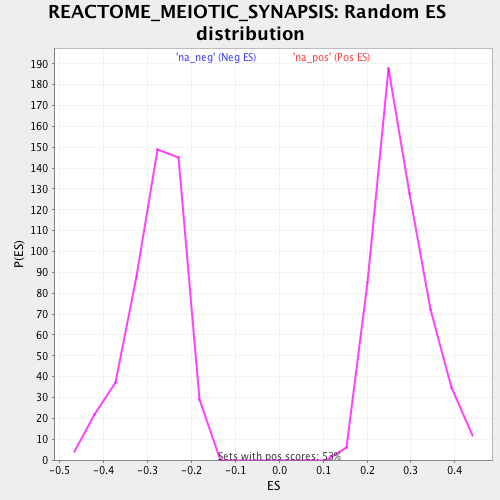 REACTOME_MEIOTIC_SYNAPSIS: Random ES
distribution
'na_neg' (Neg ES) 'na_pos' (Pos ES)
P(ES)
190
180
170
160
150
140
130
120
110
100
90
80
70
60
50
40
30
20
10
0
Sets with pos scores: 53%
-0.5 -0.4 -0.3 -0.2 -0.1 0.0 0.1 0.2 0.3 0.4
ES